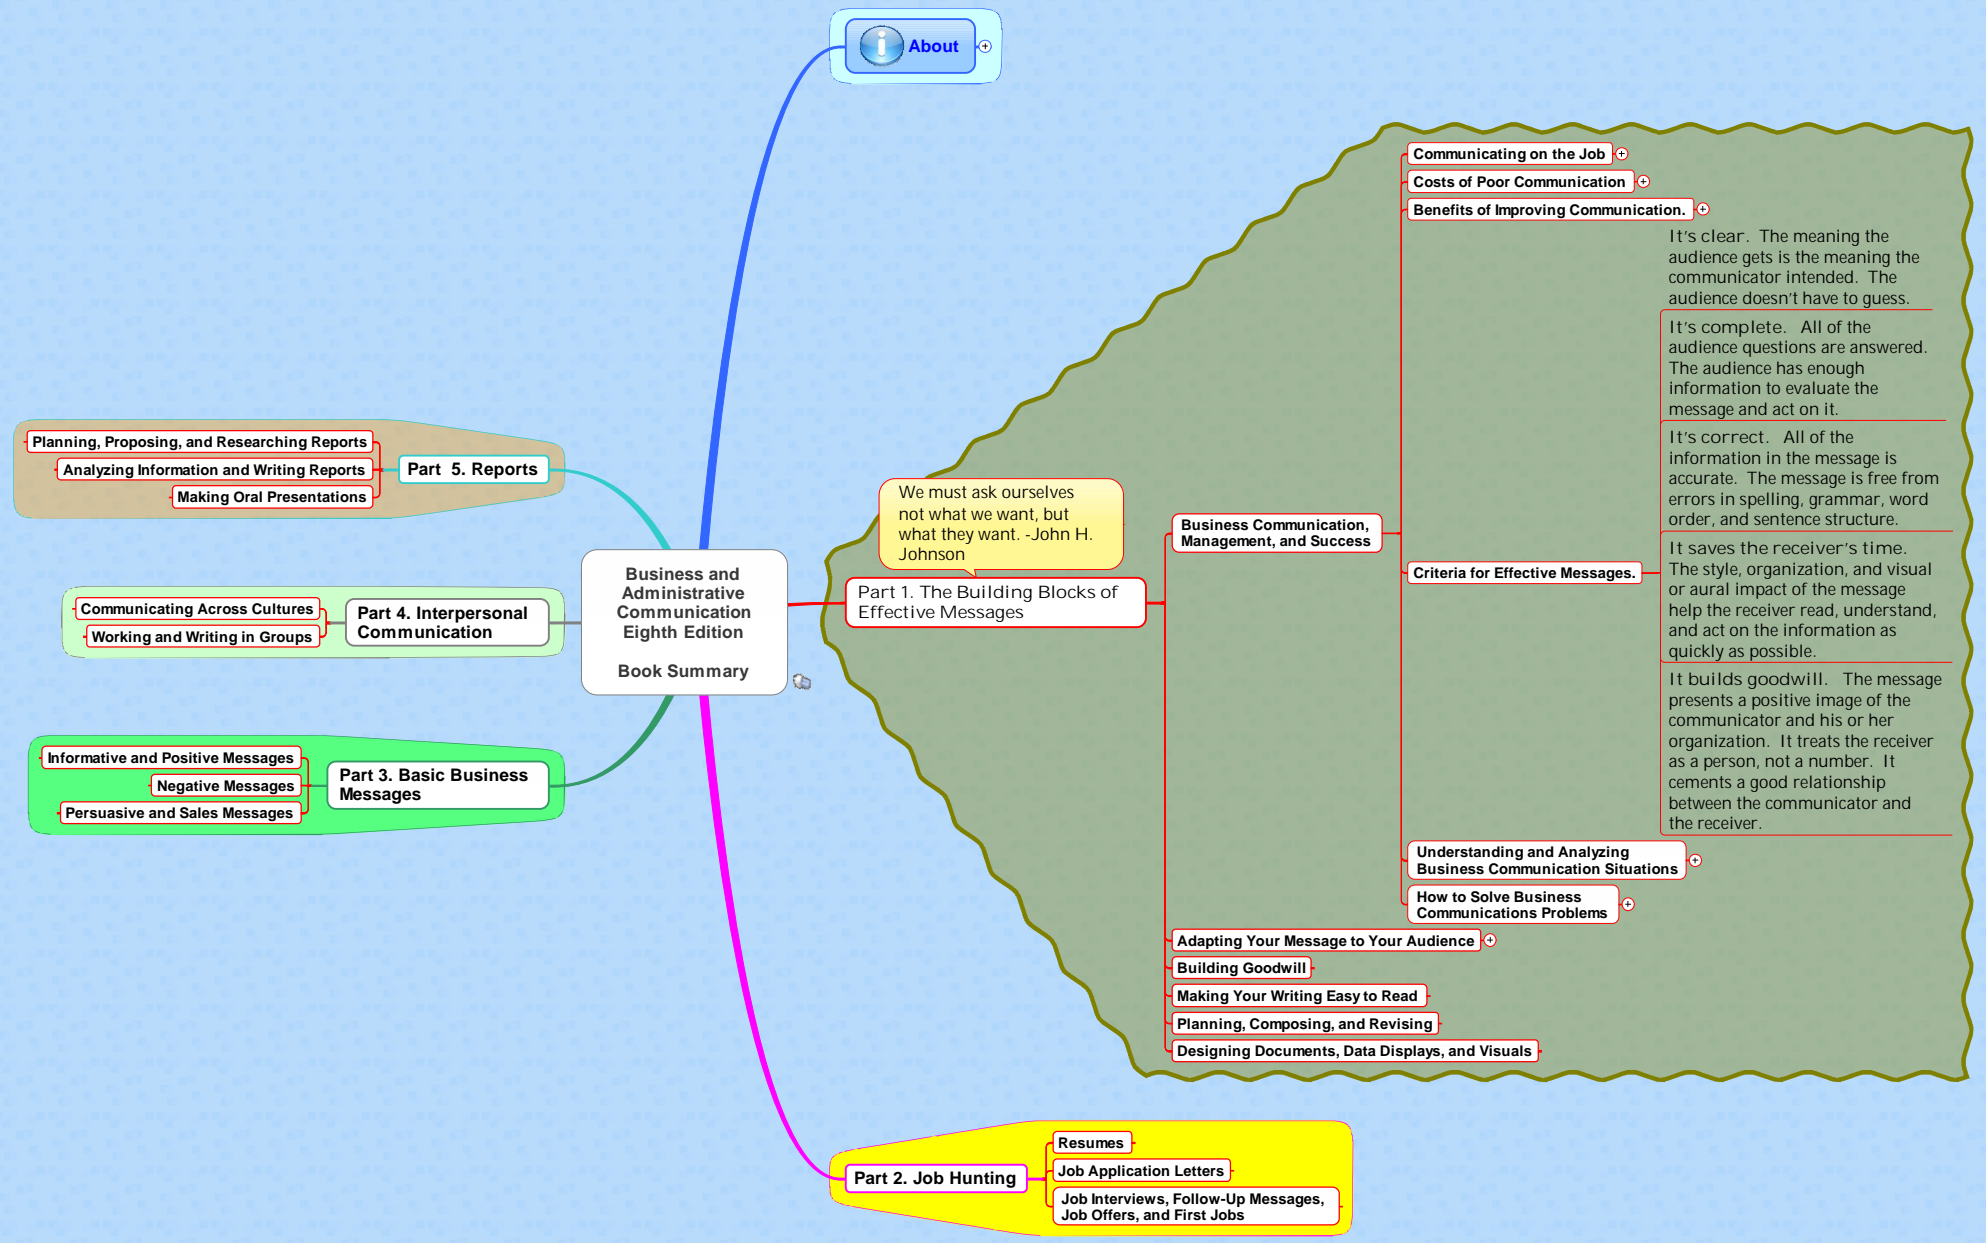 About
Communicating on the Job
Costs of Poor Communication
Benefits of Improving Communication.
It's clear. The meaning the
audience gets is the meaning the
communicator intended. The
audience doesn't have to guess.
It's complete. All of the
audience questions are answered.
The audience has enough
information to evaluate the
message and act on it.
It's correct. All of the
information in the message is
accurate. The message is free from
errors in spelling, grammar, word
order, and sentence structure.
It saves the receiver's time.
The style, organization, and visual
or aural impact of the message
help the receiver read, understand,
and act on the information as
quickly as possible.
It builds goodwill. The message
presents a positive image of the
communicator and his or her
organization. It treats the receiver
as a person, not a number. It
cements a good relationship
between the communicator and
the receiver.
Criteria for Effective Messages.
Understanding and Analyzing
Business Communication Situations
How to Solve Business
Communications Problems
Business Communication,
Management, and Success
Adapting Your Message to Your Audience
Building Goodwill
Making Your Writing Easy to Read
Planning, Composing, and Revising
Designing Documents, Data Displays, and Visuals
We must ask ourselves
not what we want, but
what they want. -John H.
Johnson
Part 1. The Building Blocks of
Effective Messages
Business and
Administrative
Communication
Eighth Edition
Book Summary
Planning, Proposing, and Researching Reports
Analyzing Information and Writing Reports
Making Oral Presentations
Part 5. Reports
Communicating Across Cultures
Working and Writing in Groups
Part 4. Interpersonal
Communication
Informative and Positive Messages
Negative Messages
Persuasive and Sales Messages
Part 3. Basic Business
Messages
Part 2. Job Hunting
Resumes
Job Application Letters
Job Interviews, Follow-Up Messages,
Job Offers, and First Jobs